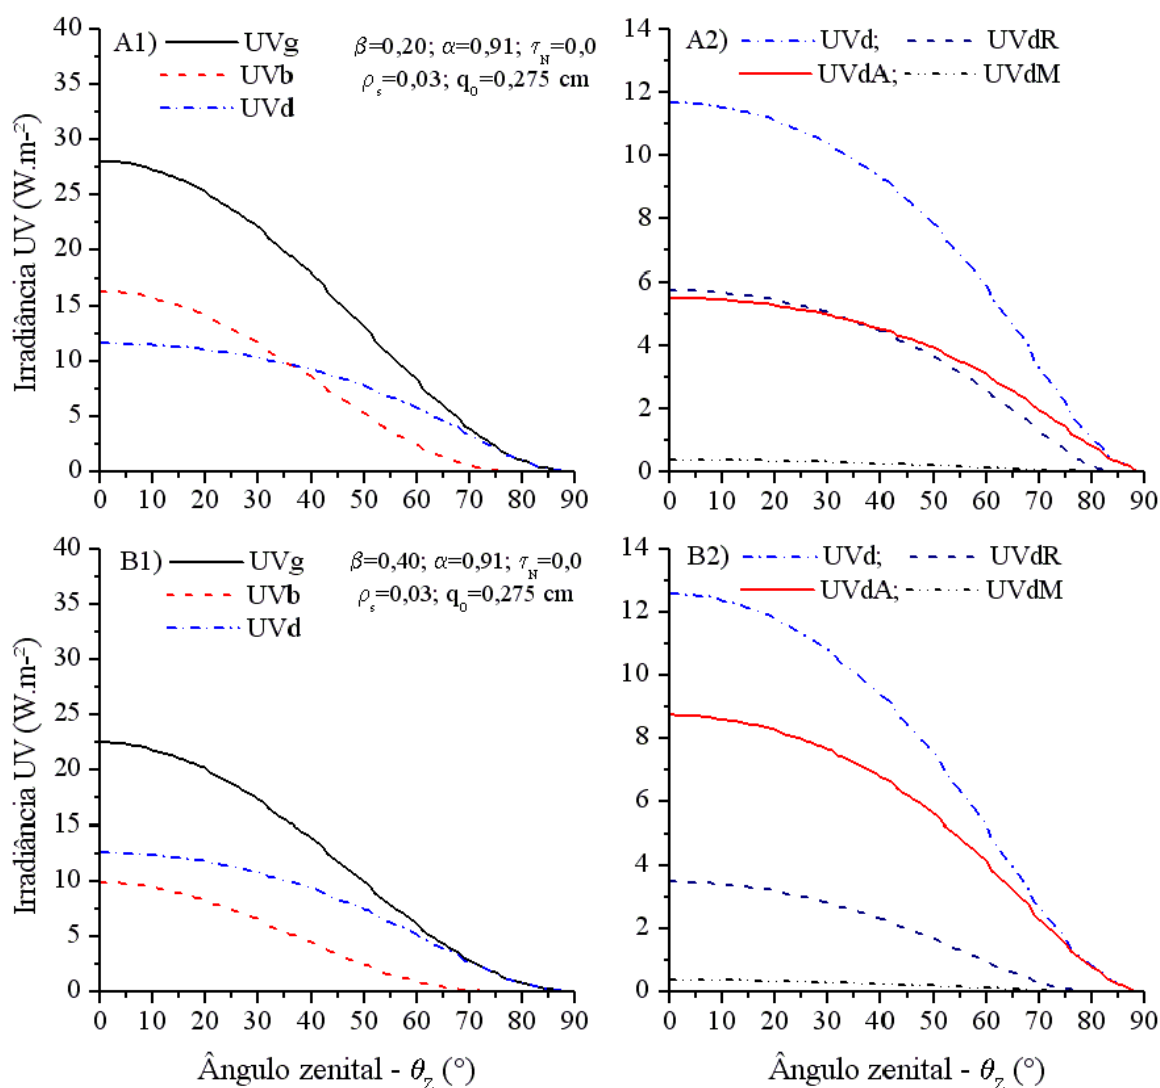 A1) UVg
UVb
UVd
β=0,20; α=0,91; τN=0,0
ρs=0,03; q0=0,275 cm
Irradiância UV (W.m-2)
40
35
30
25
20
15
10
5
0
0 10 20 30 40 50 60 70 80 90
A2) UVd; UVdR
UVdA; UVdM
14
12
10
8
6
4
2
0
0 10 20 30 40 50 60 70 80 90
B1) UVg
UVb
UVd
β=0,40; α=0,91; τN=0,0
ρs=0,03; q0=0,275 cm
Irradiância UV (W.m-2)
40
35
30
25
20
15
10
5
0
0 10 20 30 40 50 60 70 80 90
Ângulo zenital - θZ (°)
B2) UVd; UVdR
UVdA; UVdM
14
12
10
8
6
4
2
0
0 10 20 30 40 50 60 70 80 90
Ângulo zenital - θZ (°)